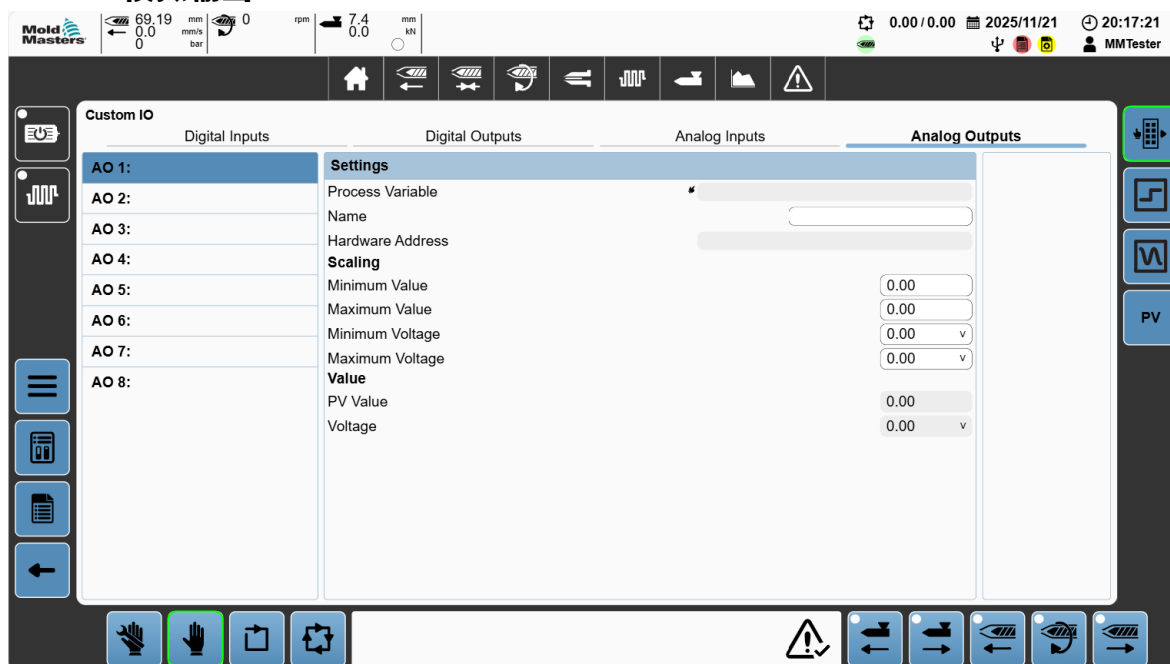 Mold Masters
69.19 mm
0.0 mm/s
0 bar
0 rpm
7.4 mm
0.0 kN
0.00 / 0.00
2025/11/21
20:17:21
MMTester
Custom IO
Digital Inputs
Digital Outputs
Analog Inputs
Analog Outputs
AO 1:
AO 2:
AO 3:
AO 4:
AO 5:
AO 6:
AO 7:
AO 8:
Settings
Process Variable
Name
Hardware Address
Scaling
Minimum Value 0.00
Maximum Value 0.00
Minimum Voltage 0.00 v
Maximum Voltage 0.00 v
Value
PV Value 0.00
Voltage 0.00 v
PV